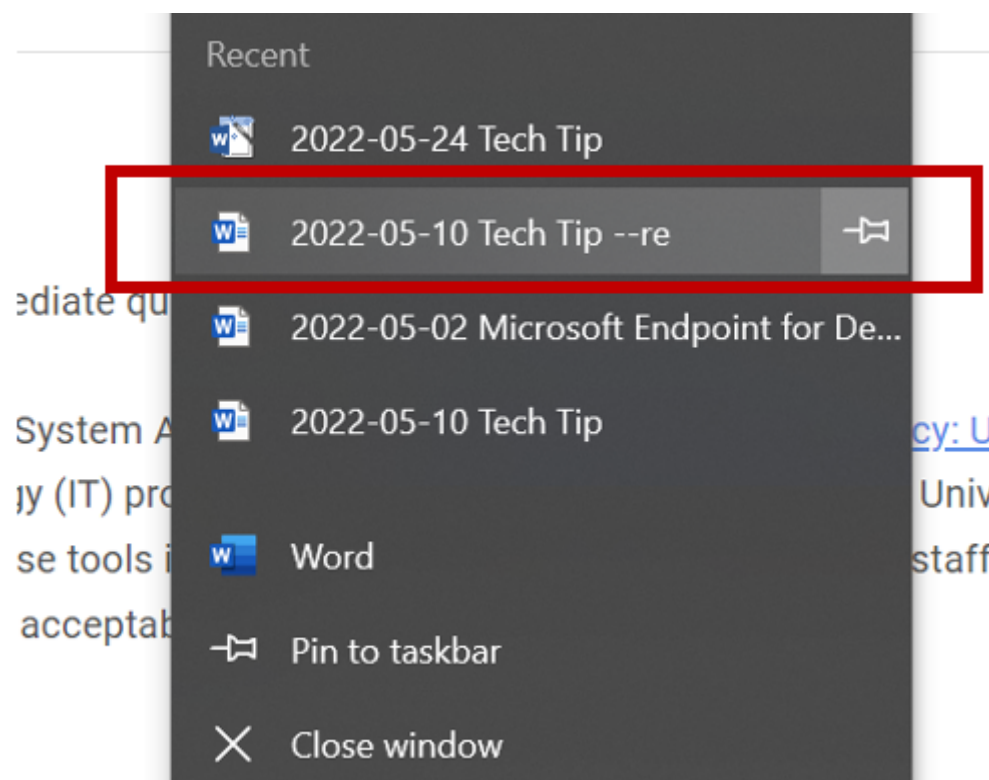 Recent
2022-05-24 Tech Tip
2022-05-10 Tech Tip --re
ediate qu
2022-05-02 Microsoft Endpoint for De...
System A
2022-05-10 Tech Tip
cy: U
gy (IT) pro
Univ
se tools i
Word
staff
acceptab
Pin to taskbar
Close window